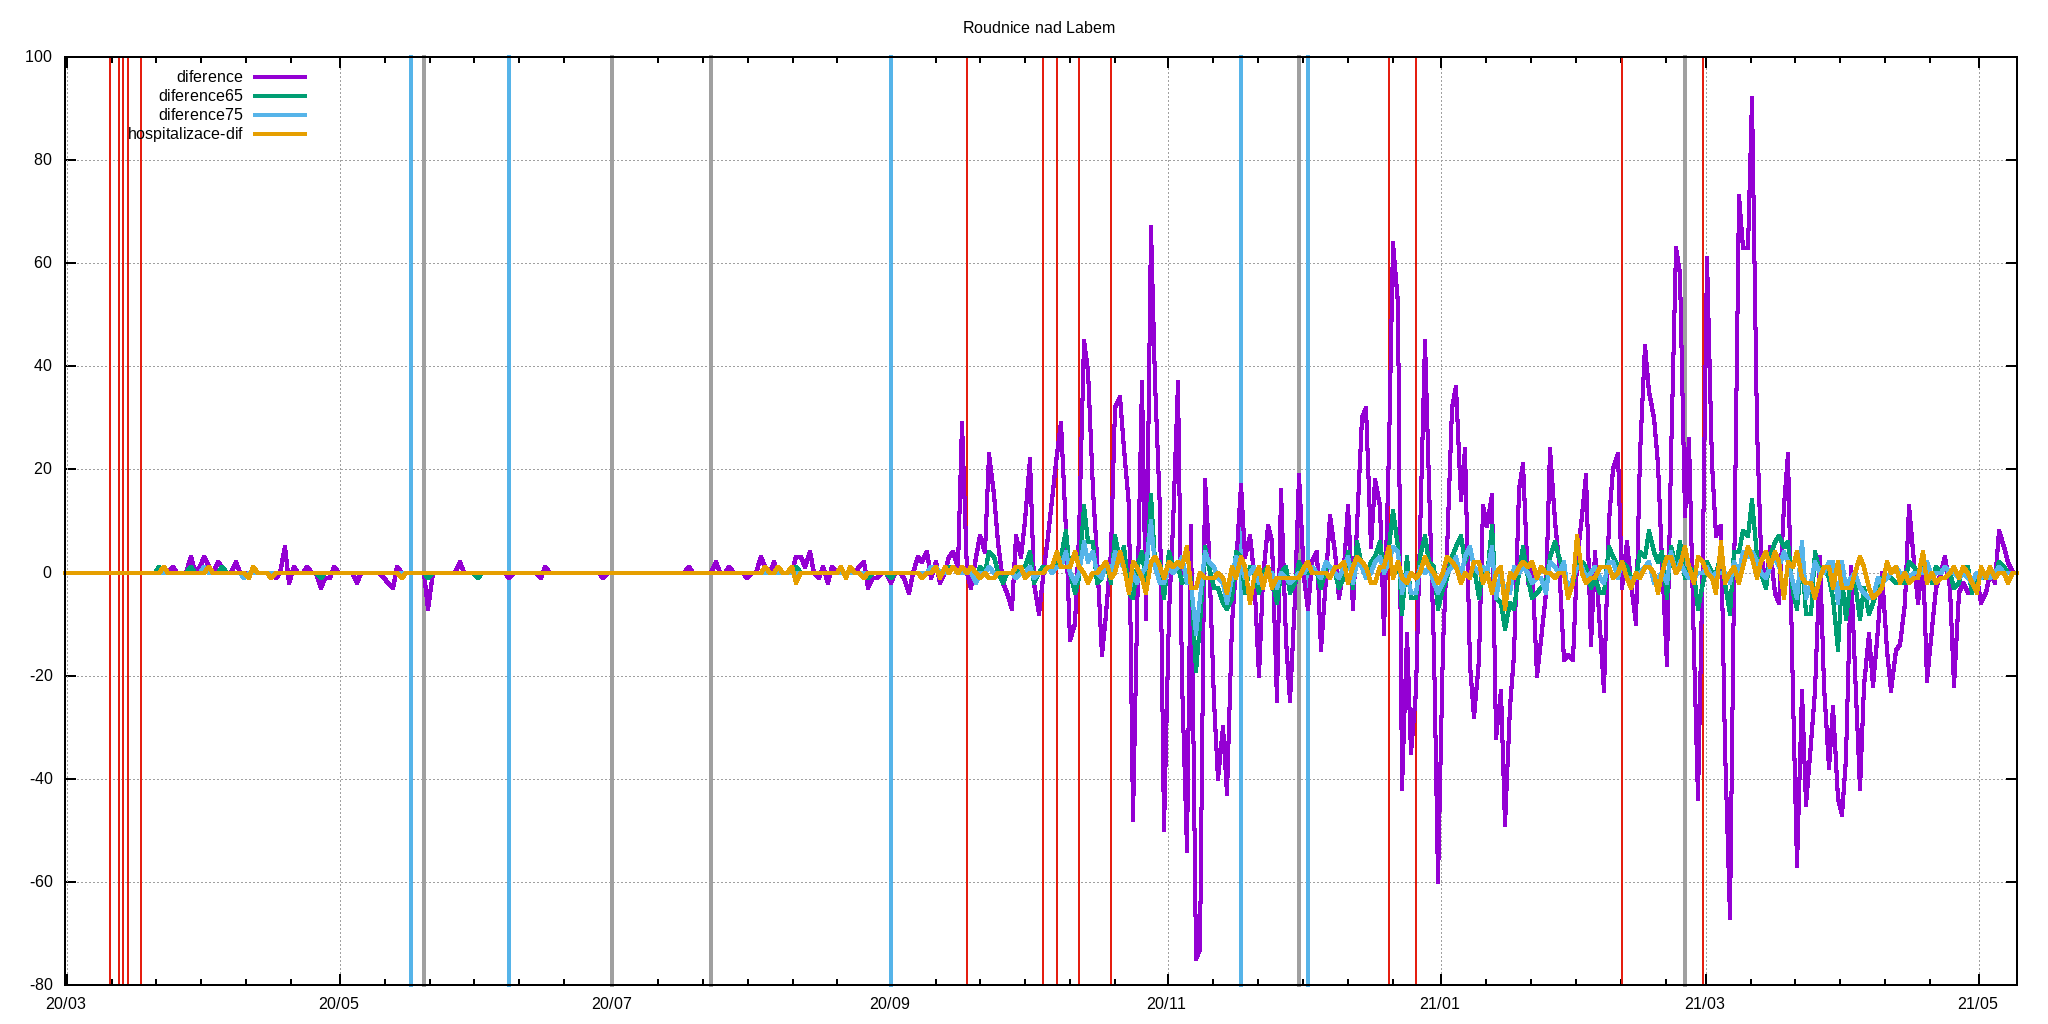 Roudnice nad Labem
100
80
60
40
20
0
-20
-40
-60
-80
diference
diference65
diference75
hospitalizace-dif
20/03 20/05 20/07 20/09 20/11 21/01 21/03 21/05